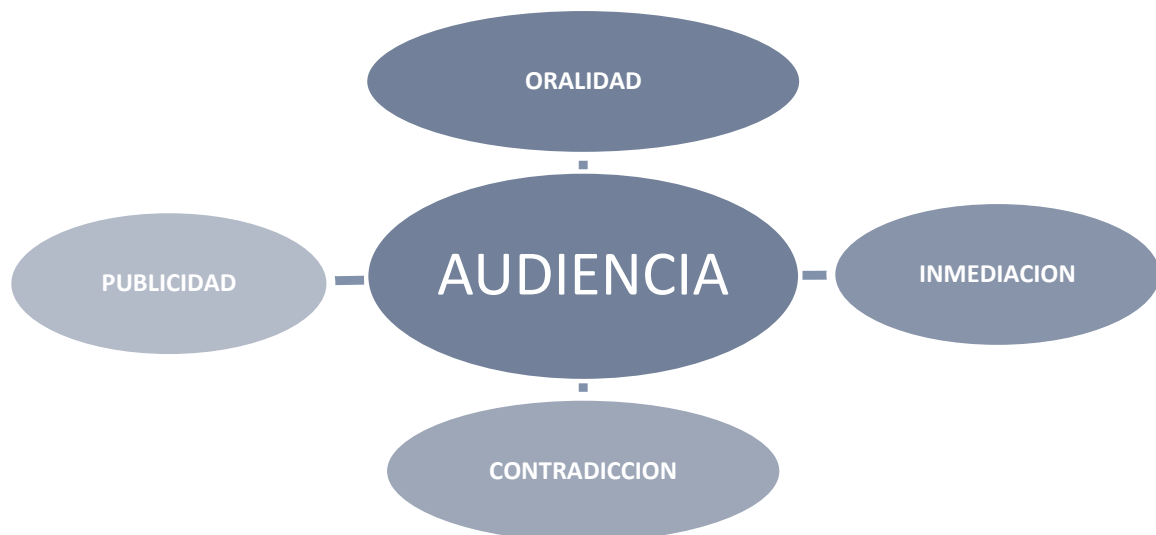 ORALIDAD
AUDIENCIA
PUBLICIDAD
INMEDIACION
CONTRADICCION